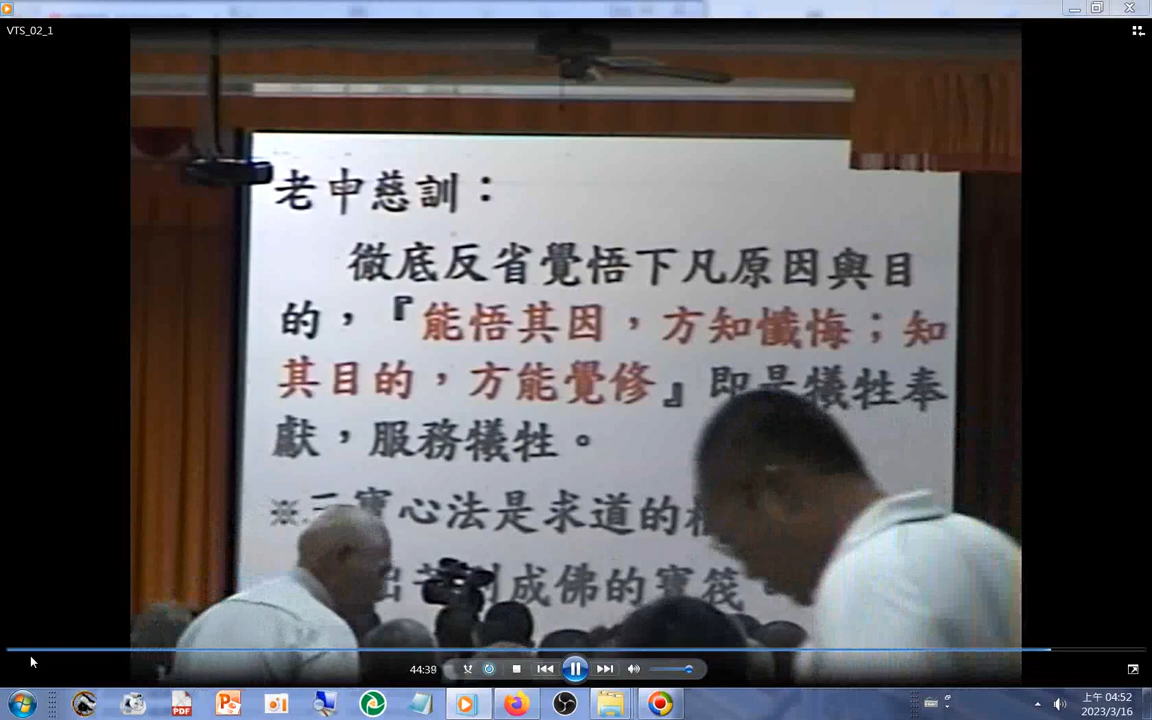 VTS_02_1
老申慈訓：
徹底反省覺悟下凡原因與目
的，『能悟其因，方知懺悔；知
其目的，方能覺修』即是犧牲奉
獻，服務犧牲。
※三寶心法是求道的
成佛的寶筏。
44:39
上午 04:52
2023/3/16